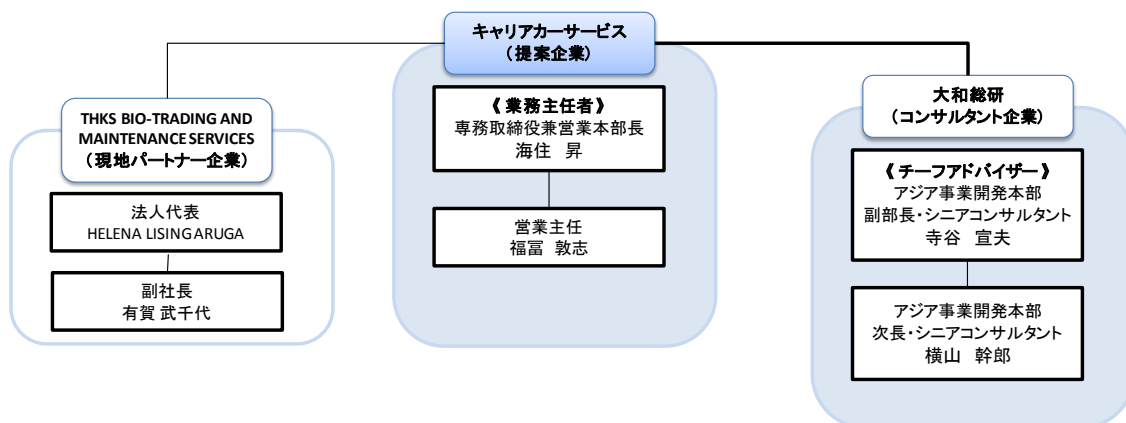 キャリアカーサービス
（提案企業）
THKS BIO-TRADING AND
MAINTENANCE SERVICES
（現地パートナー企業）
法人代表
HELENA LISING ARUGA
副社長
有賀 武千代
《 業務主任者》
専務取締役兼営業本部長
海住 昇
営業主任
福冨 敦志
大和総研
（コンサルタント企業）
《 チーフアドバイザー 》
アジア事業開発本部
副部長・シニアコンサルタント
寺谷 宣夫
アジア事業開発本部
次長・シニアコンサルタント
横山 幹郎